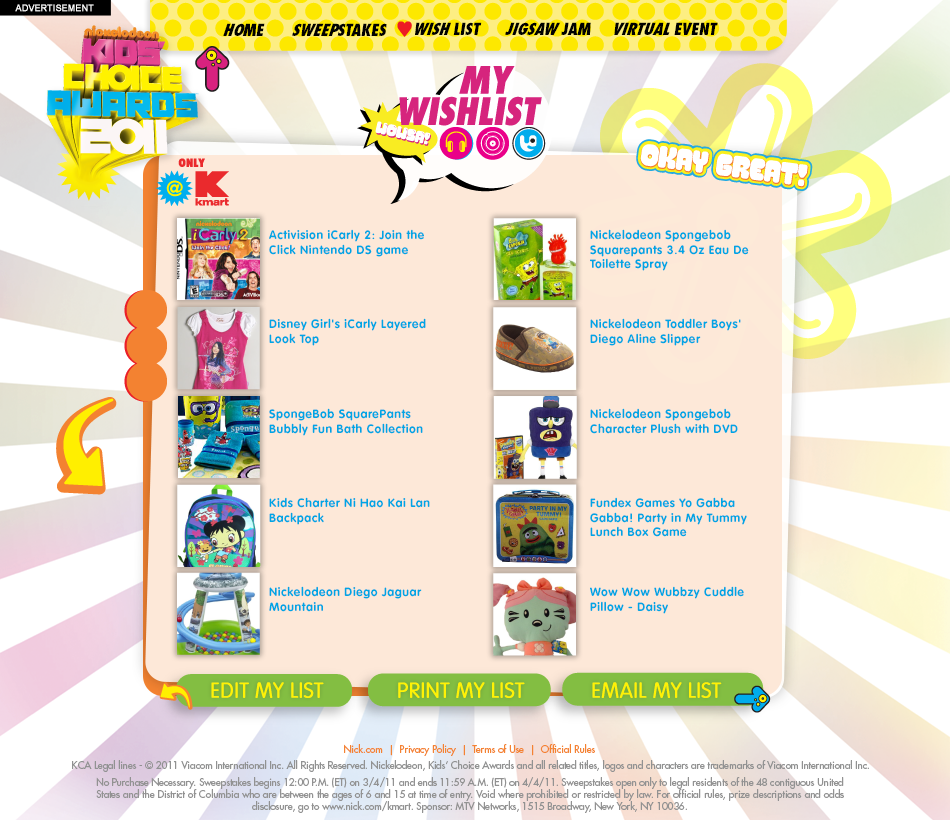 ADVERTISEMENT
HOME SWEEPSTAKES WISH LIST JIGSAW JAM VIRTUAL EVENT
nickelodeon
KIDS'
CHOICE
AWARDS
2011
MY
WISHLIST
OKAY GREAT!
ONLY
@ K
kmart
Activision iCarly 2: Join the
Click Nintendo DS game
Nickelodeon Spongebob
Squarepants 3.4 Oz Eau De
Toilette Spray
NINTENDO DS
iCarly 2
Disney Girl's iCarly Layered
Look Top
Nickelodeon Toddler Boys'
Diego Aline Slipper
SpongeBob SquarePants
Bubbly Fun Bath Collection
Nickelodeon Spongebob
Character Plush with DVD
Kids Charter Ni Hao Kai Lan
Backpack
Fundex Games Yo Gabba
Gabba! Party in My Tummy
Lunch Box Game
PARTY IN MY
TUMMY!
Nickelodeon Diego Jaguar
Mountain
Wow Wow Wubbzy Cuddle
Pillow - Daisy
EDIT MY LIST PRINT MY LIST EMAIL MY LIST
Nick.com | Privacy Policy | Terms of Use | Official Rules
KCA Legal lines - © 2011 Viacom International Inc. All Rights Reserved. Nickelodeon, Kids' Choice Awards and all related titles, logos and characters are trademarks of Viacom International Inc.
No Purchase Necessary. Sweepstakes begins 12:00 P.M. (ET) on 3/4/11 and ends 11:59 A.M. (ET) on 4/4/11. Sweepstakes open only to legal residents of the 48 contiguous United
States and the District of Columbia who are between the ages of 6 and 15 at time of entry. Void where prohibited or restricted by law. For official rules, prize descriptions and odds
disclosure, go to www.nick.com/kmart. Sponsor: MTV Networks, 1515 Broadway, New York, NY 10036.